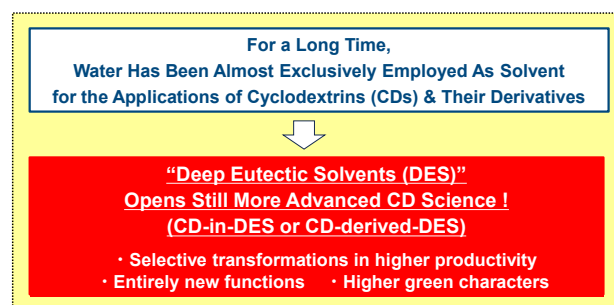 For a Long Time,
Water Has Been Almost Exclusively Employed As Solvent
for the Applications of Cyclodextrins (CDs) & Their Derivatives
“Deep Eutectic Solvents (DES)”
Opens Still More Advanced CD Science !
(CD-in-DES or CD-derived-DES)
・Selective transformations in higher productivity
・Entirely new functions ・Higher green characters